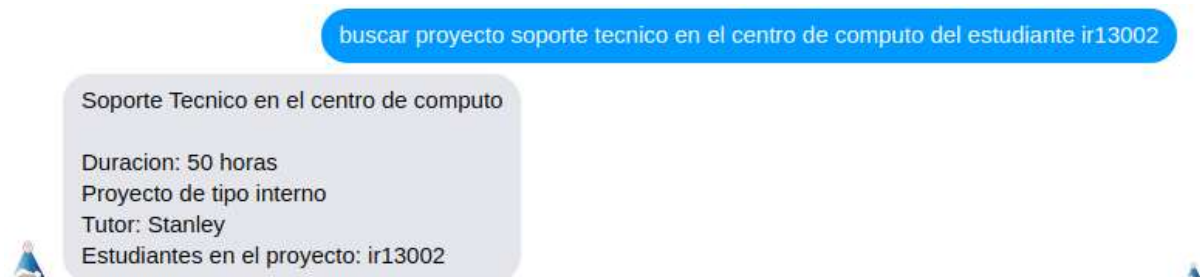 buscar proyecto soporte tecnico en el centro de computo del estudiante ir13002
Soporte Tecnico en el centro de computo
Duracion: 50 horas
Proyecto de tipo interno
Tutor: Stanley
Estudiantes en el proyecto: ir13002